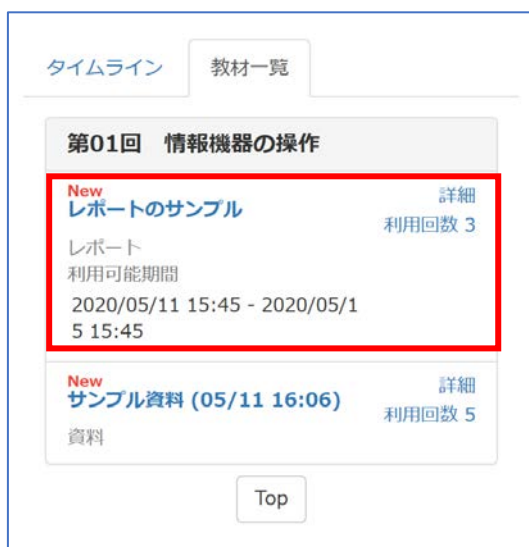 タイムライン 教材一覧
第01回 情報機器の操作
New
レポートのサンプル 詳細
利用回数 3
レポート
利用可能期間
2020/05/11 15:45 - 2020/05/1
5 15:45
New
サンプル資料 (05/11 16:06) 詳細
利用回数 5
資料
Top